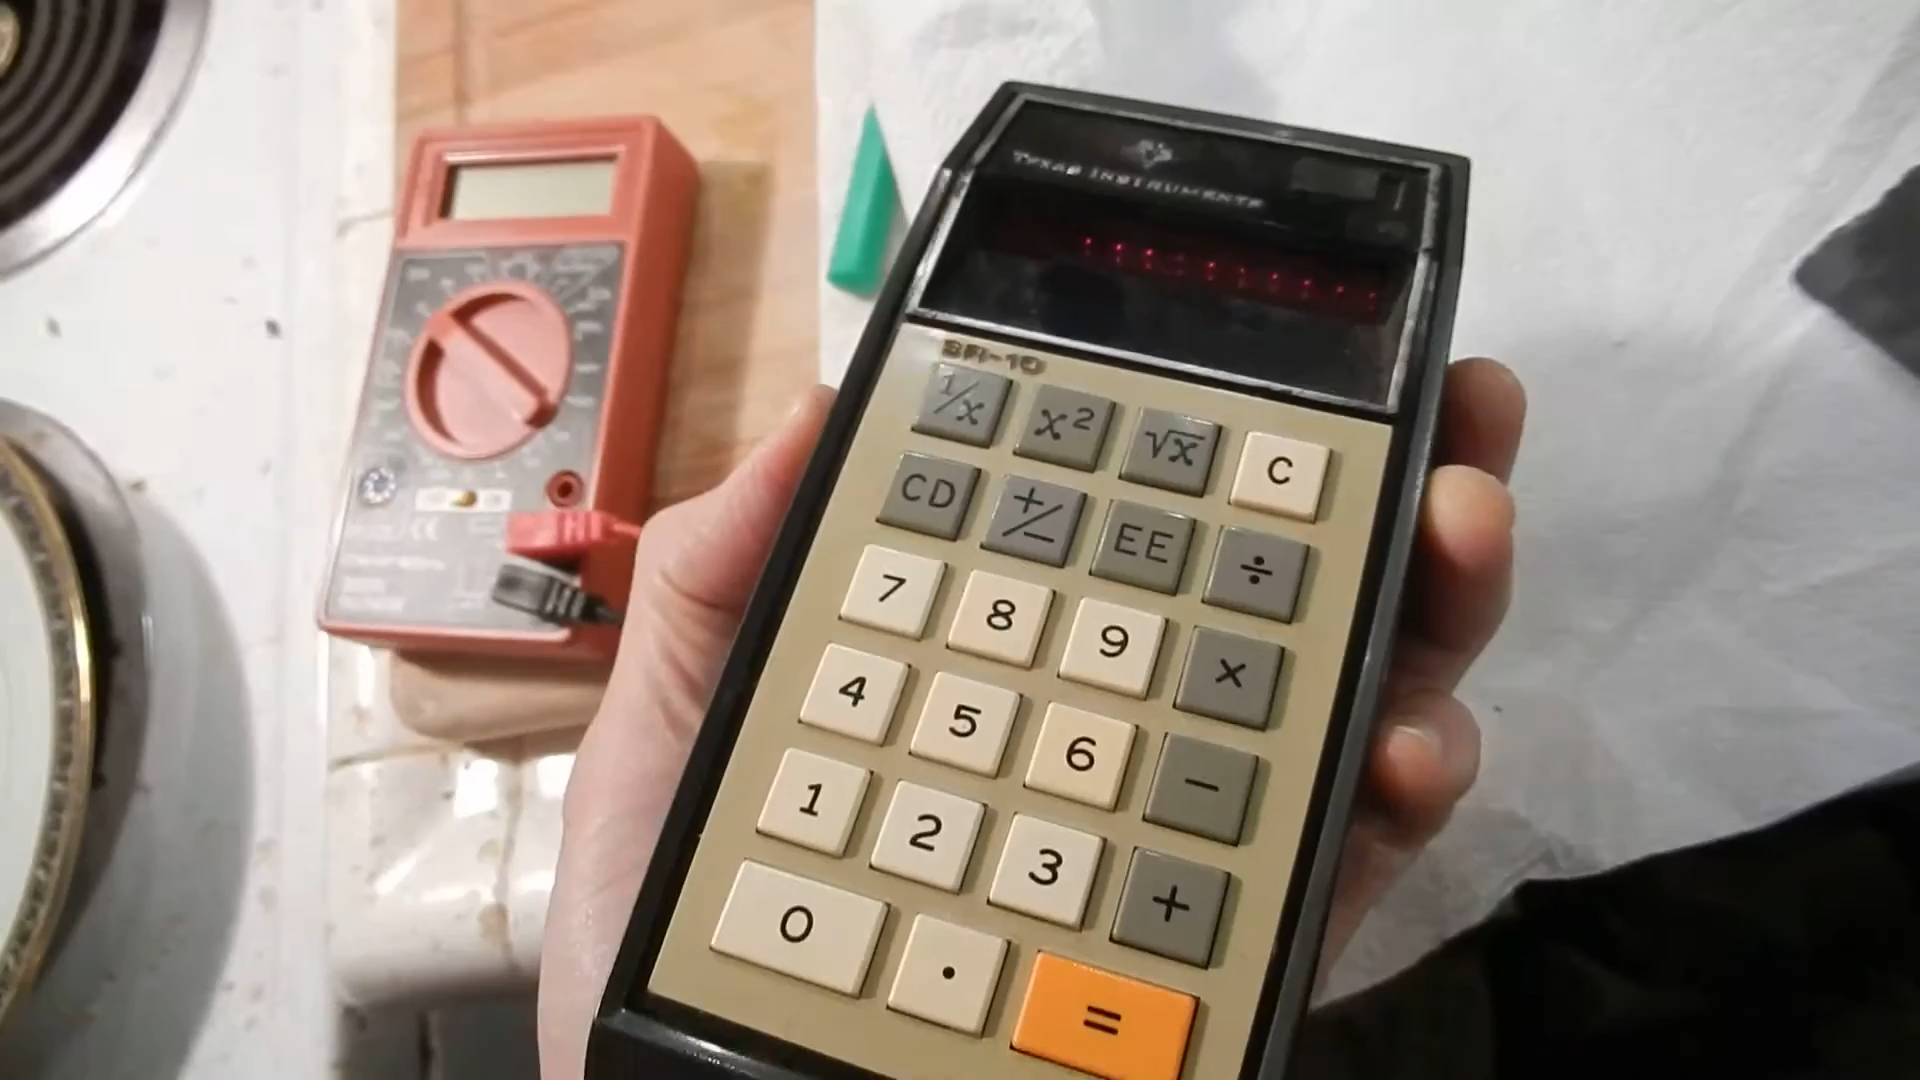 TEXAS INSTRUMENTS
SR-10
1/x x² √x C
CD +/− EE ÷
7 8 9 ×
4 5 6 −
1 2 3 +
0 . =